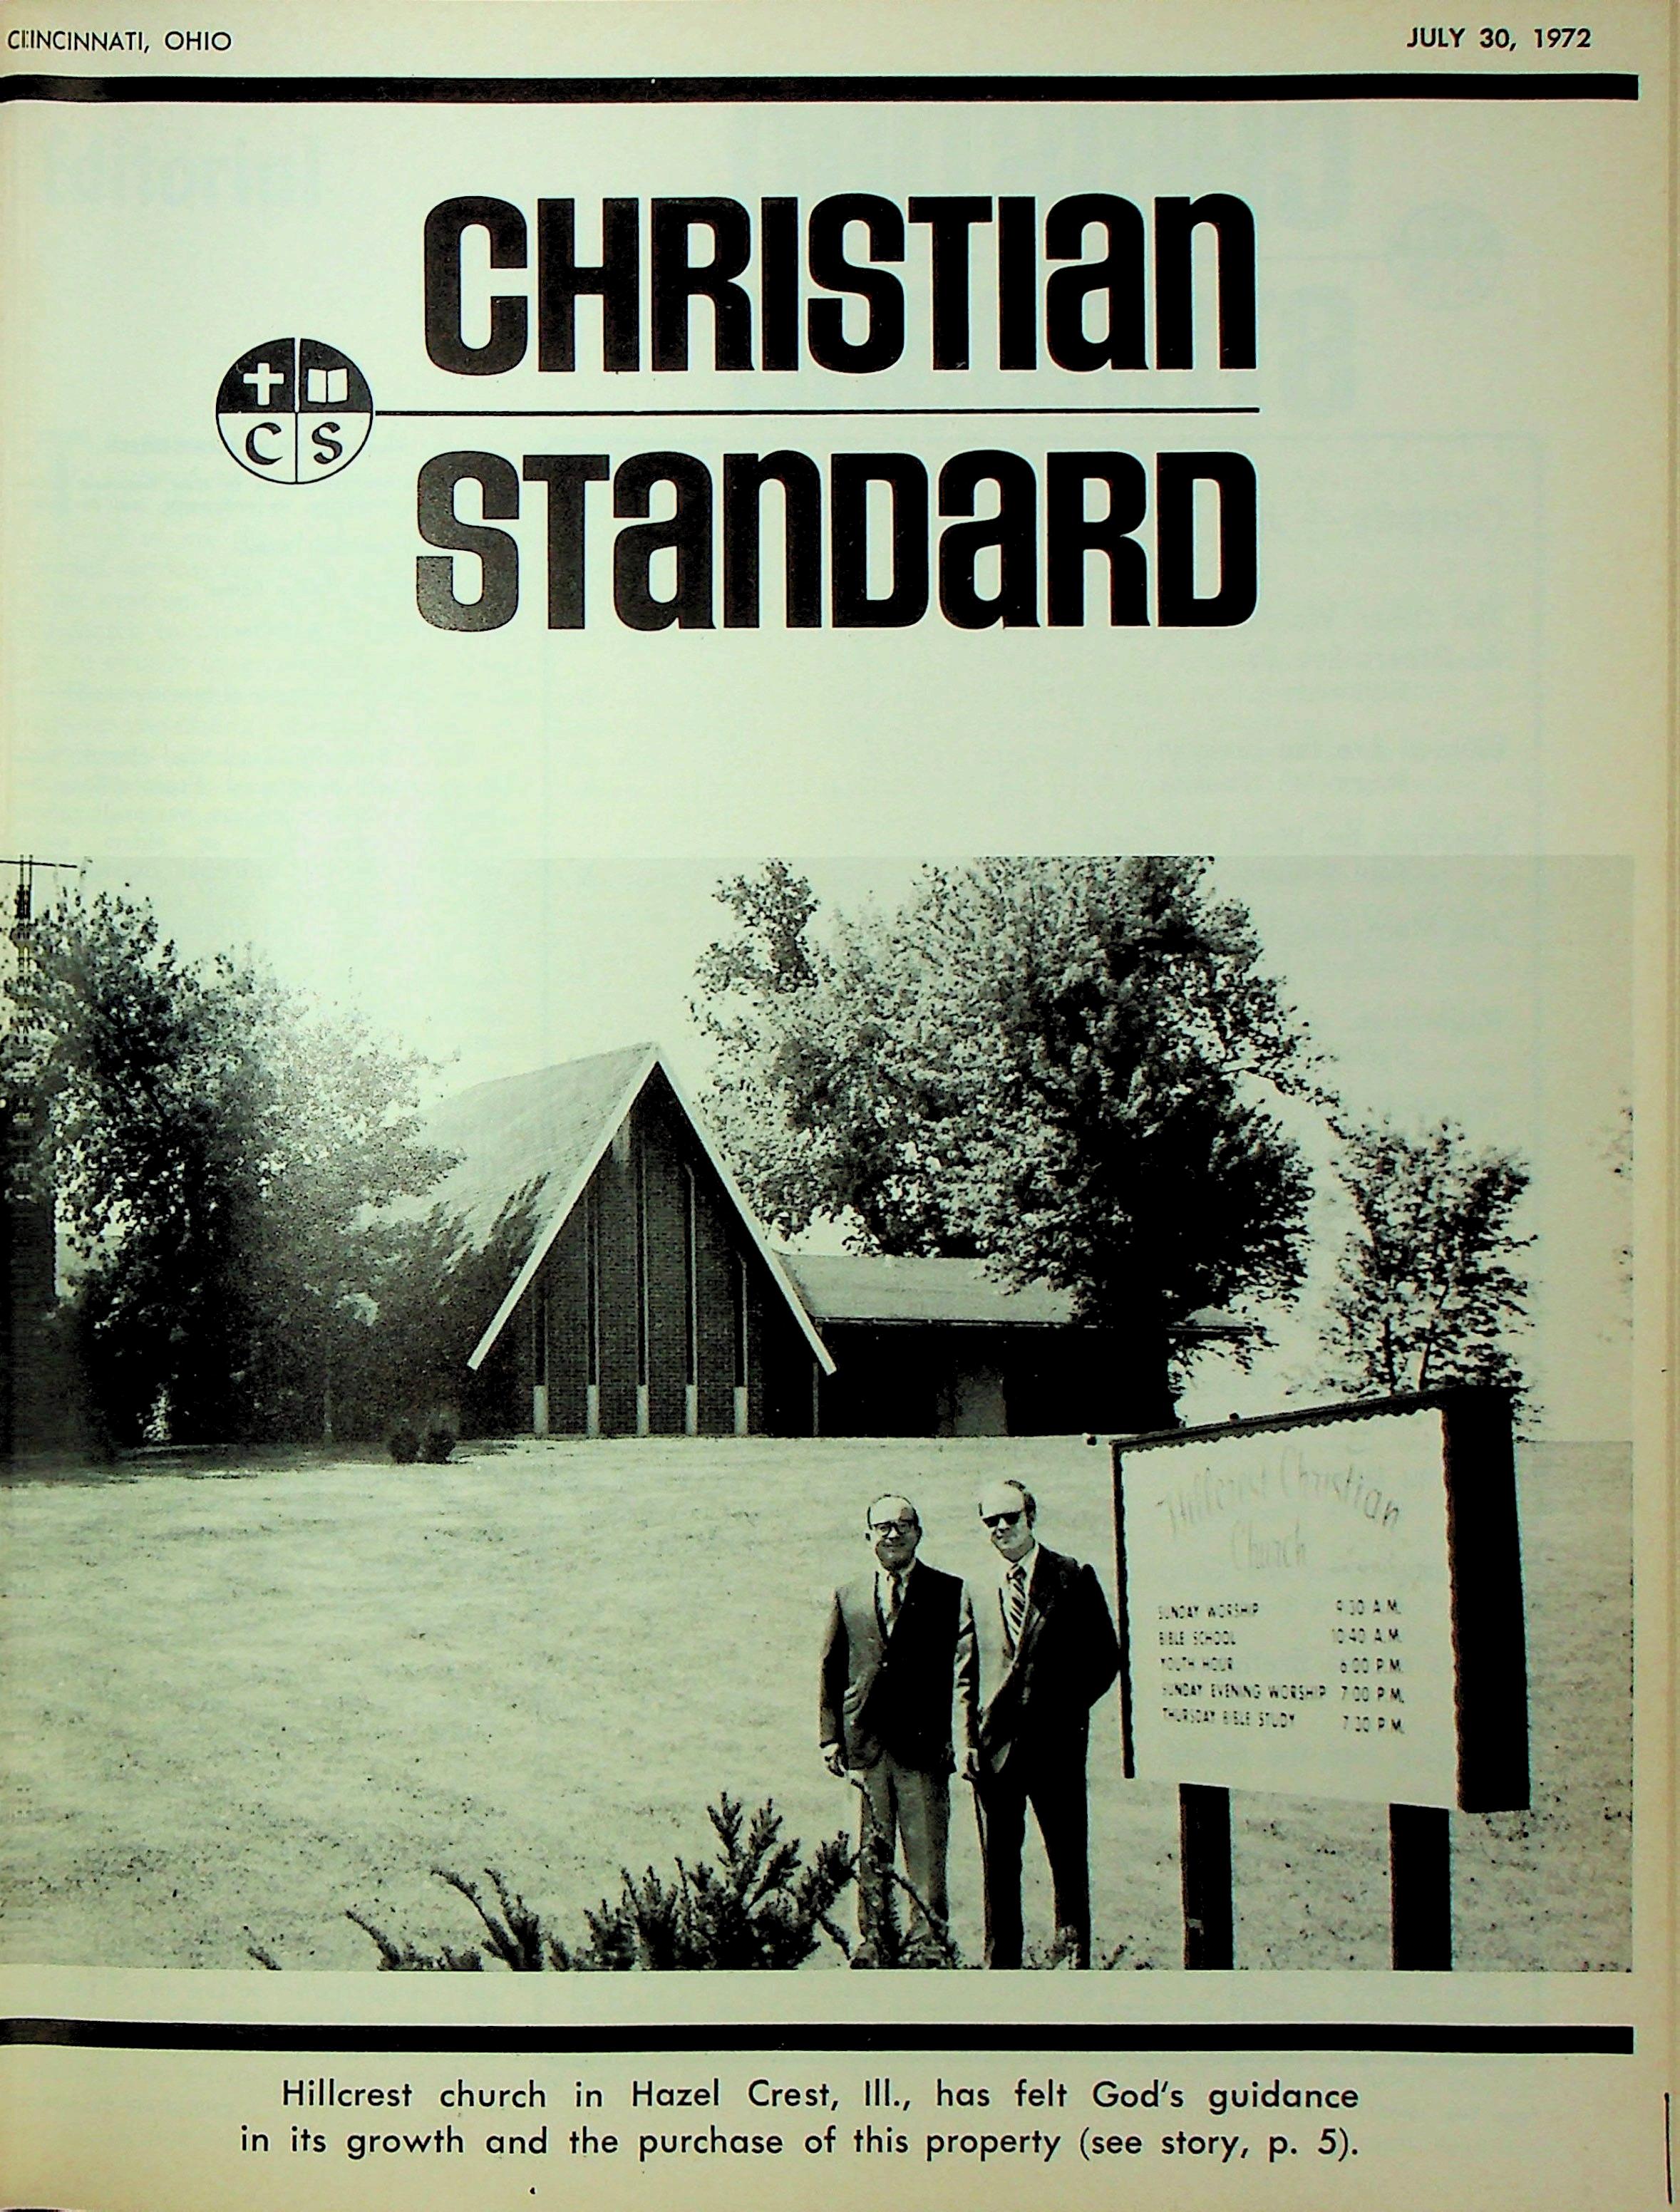 CINCINNATI, OHIO
JULY 30, 1972
CHRISTIAN
C S
STANDARD
Hillcrest Christian
Church
SUNDAY WORSHIP 9:30 A.M.
BIBLE SCHOOL 10:40 A.M.
YOUTH HOUR 6:00 P.M.
SUNDAY EVENING WORSHIP 7:00 P.M.
THURSDAY BIBLE STUDY 7:30 P.M.
Hillcrest church in Hazel Crest, Ill., has felt God's guidance
in its growth and the purchase of this property (see story, p. 5).